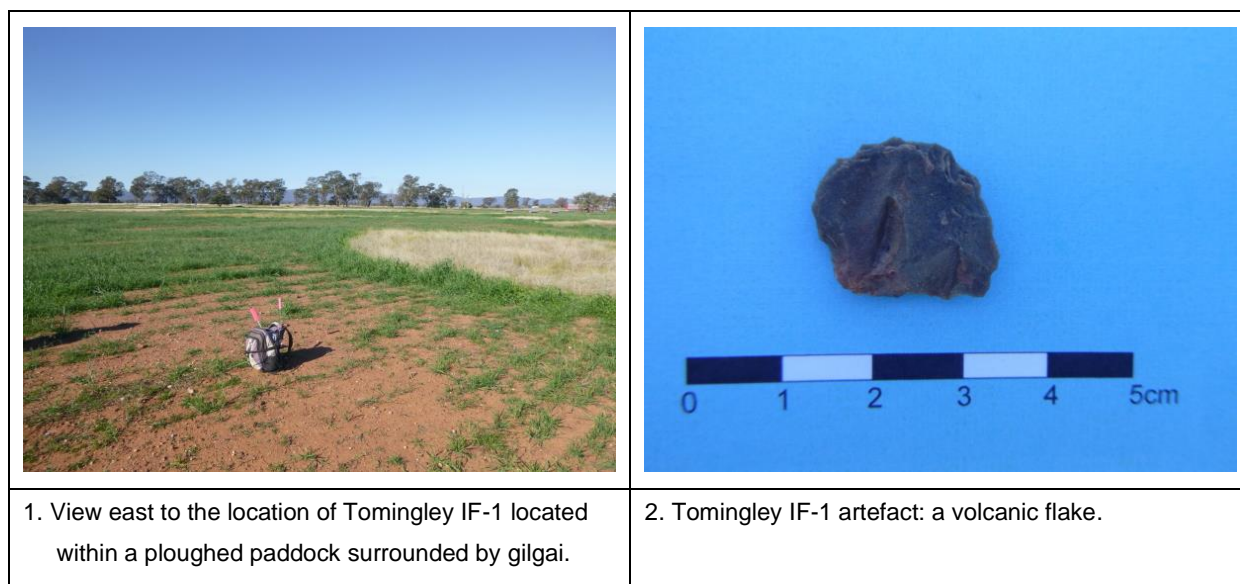 0 1 2 3 4 5cm
1. View east to the location of Tomingley IF-1 located
within a ploughed paddock surrounded by gilgai.
2. Tomingley IF-1 artefact: a volcanic flake.